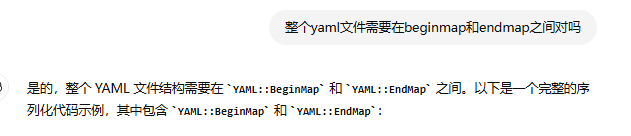 整个yaml文件需要在beginmap和endmap之间对吗
是的，整个 YAML 文件结构需要在 `YAML::BeginMap` 和 `YAML::EndMap` 之间。以下是一个完整的序
列化代码示例，其中包含 `YAML::BeginMap` 和 `YAML::EndMap`：